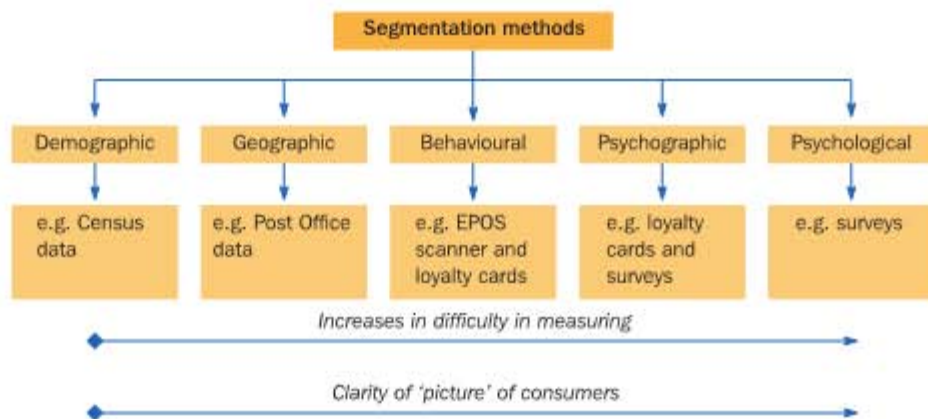 Segmentation methods
Demographic
Geographic
Behavioural
Psychographic
Psychological
e.g. Census
data
e.g. Post Office
data
e.g. EPOS
scanner and
loyalty cards
e.g. loyalty
cards and
surveys
e.g. surveys
Increases in difficulty in measuring
Clarity of ‘picture’ of consumers